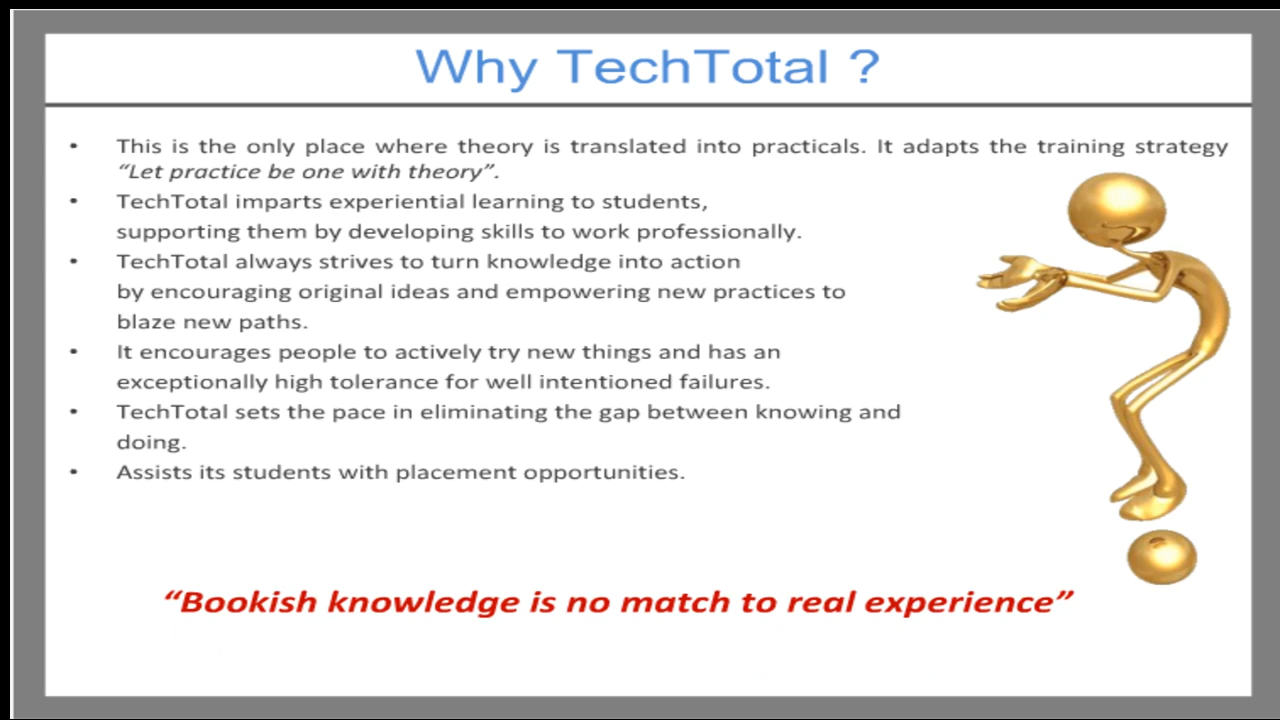 Why TechTotal ?
• This is the only place where theory is translated into practicals. It adapts the training strategy
“Let practice be one with theory”.
• TechTotal imparts experiential learning to students,
supporting them by developing skills to work professionally.
• TechTotal always strives to turn knowledge into action
by encouraging original ideas and empowering new practices to
blaze new paths.
• It encourages people to actively try new things and has an
exceptionally high tolerance for well intentioned failures.
• TechTotal sets the pace in eliminating the gap between knowing and
doing.
• Assists its students with placement opportunities.
“Bookish knowledge is no match to real experience”